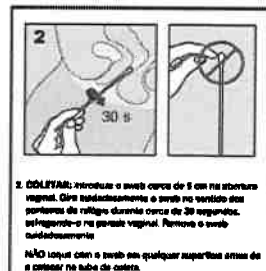 2
30 s
2. COLETAR: Introduza o swab cerca de 5 cm na abertura
vaginal. Gire cuidadosamente o swab no sentido dos
ponteiros do relógio durante cerca de 30 segundos,
esfregando-o na parede vaginal. Remova o swab
cuidadosamente
NÃO toque com o swab em qualquer superfície antes de
o colocar no tubo de coleta.